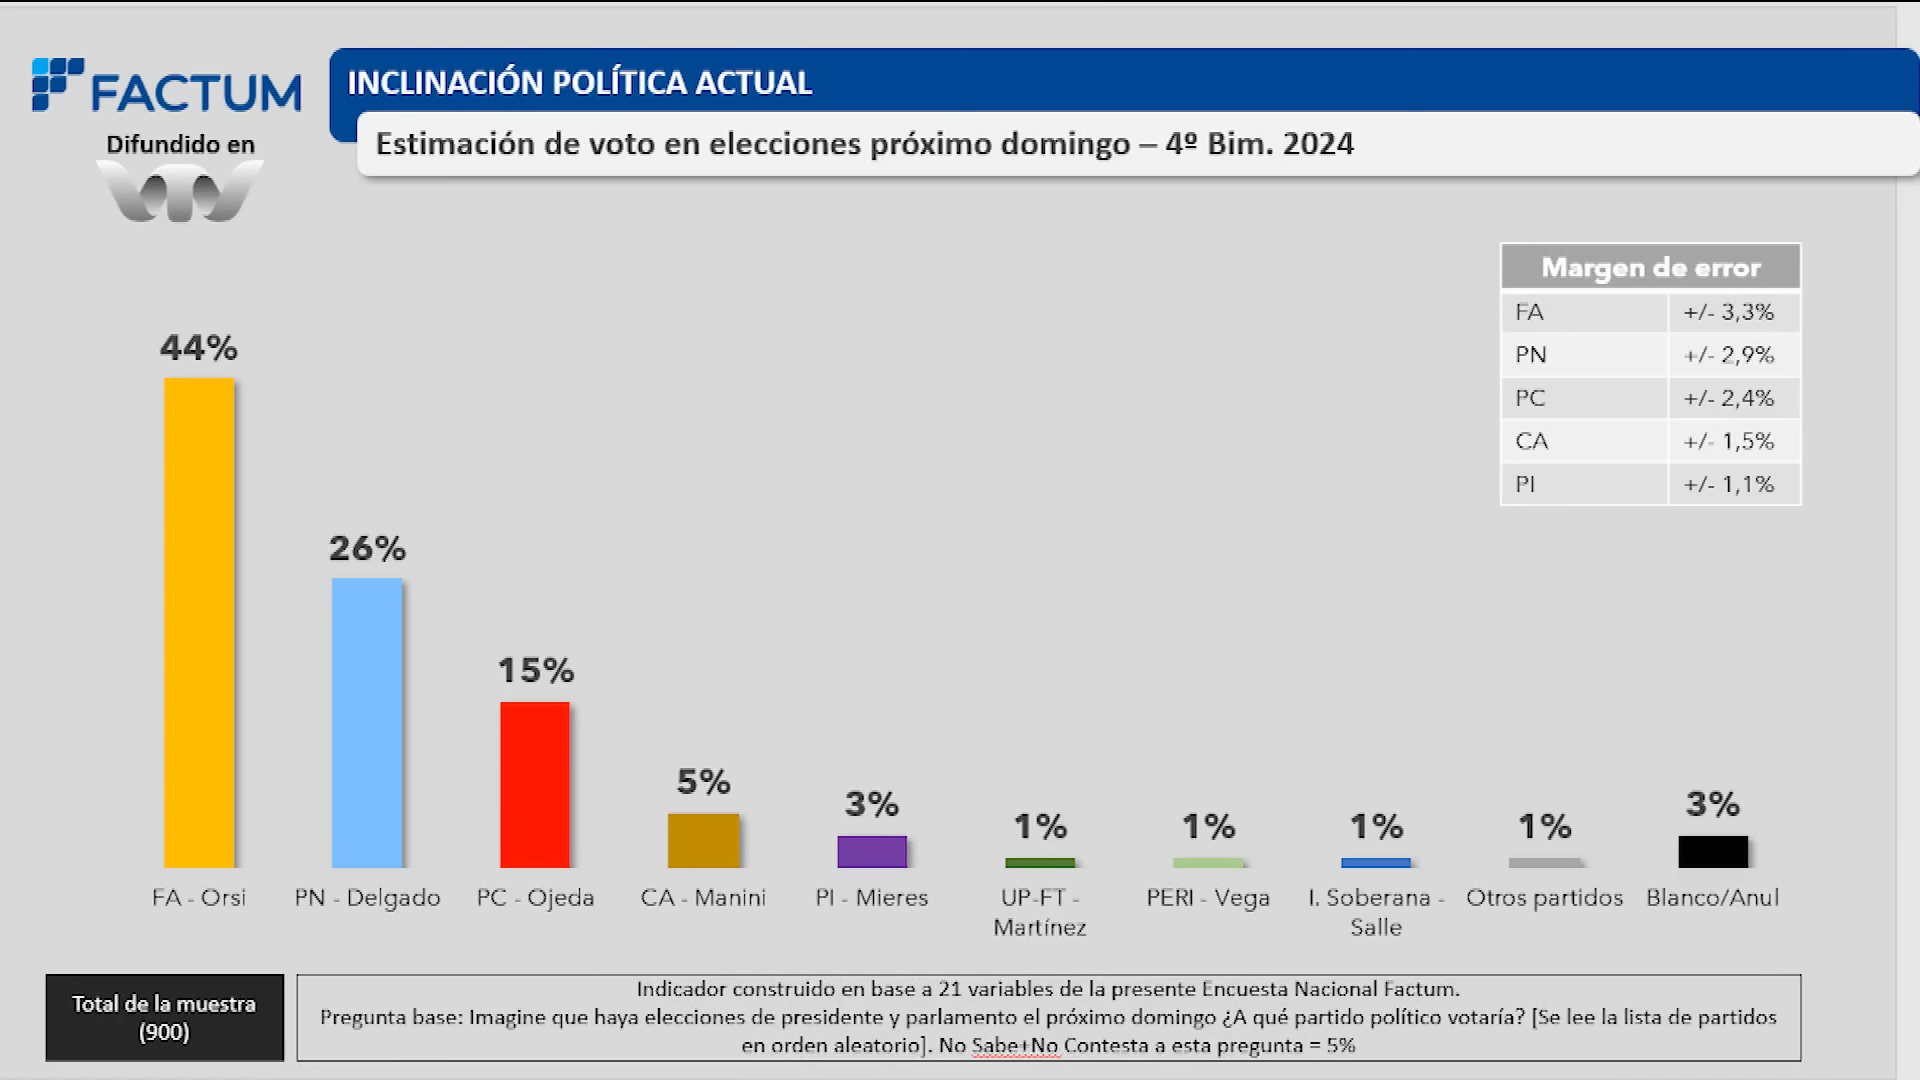 FACTUM
Difundido en
VTV
INCLINACIÓN POLÍTICA ACTUAL
Estimación de voto en elecciones próximo domingo – 4º Bim. 2024
Margen de error
FA +/- 3,3%
PN +/- 2,9%
PC +/- 2,4%
CA +/- 1,5%
PI +/- 1,1%
44%
26%
15%
5%
3%
1%
1%
1%
1%
3%
FA - Orsi
PN - Delgado
PC - Ojeda
CA - Manini
PI - Mieres
UP-FT -
Martínez
PERI - Vega
I. Soberana -
Salle
Otros partidos
Blanco/Anul
Total de la muestra
(900)
Indicador construido en base a 21 variables de la presente Encuesta Nacional Factum.
Pregunta base: Imagine que haya elecciones de presidente y parlamento el próximo domingo ¿A qué partido político votaría? [Se lee la lista de partidos
en orden aleatorio]. No Sabe+No Contesta a esta pregunta = 5%